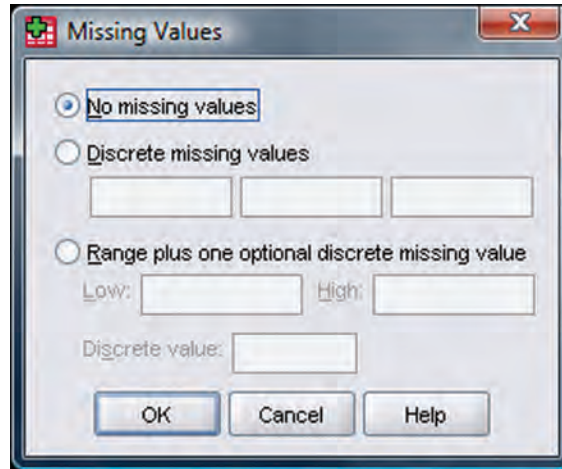 Missing Values
No missing values
Discrete missing values
Range plus one optional discrete missing value
Low: High:
Discrete value:
OK Cancel Help